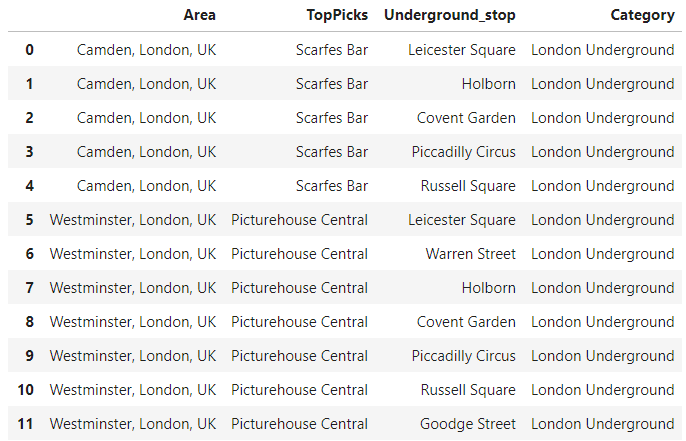 Area TopPicks Underground_stop Category
0 Camden, London, UK Scarfes Bar Leicester Square London Underground
1 Camden, London, UK Scarfes Bar Holborn London Underground
2 Camden, London, UK Scarfes Bar Covent Garden London Underground
3 Camden, London, UK Scarfes Bar Piccadilly Circus London Underground
4 Camden, London, UK Scarfes Bar Russell Square London Underground
5 Westminster, London, UK Picturehouse Central Leicester Square London Underground
6 Westminster, London, UK Picturehouse Central Warren Street London Underground
7 Westminster, London, UK Picturehouse Central Holborn London Underground
8 Westminster, London, UK Picturehouse Central Covent Garden London Underground
9 Westminster, London, UK Picturehouse Central Piccadilly Circus London Underground
10 Westminster, London, UK Picturehouse Central Russell Square London Underground
11 Westminster, London, UK Picturehouse Central Goodge Street London Underground